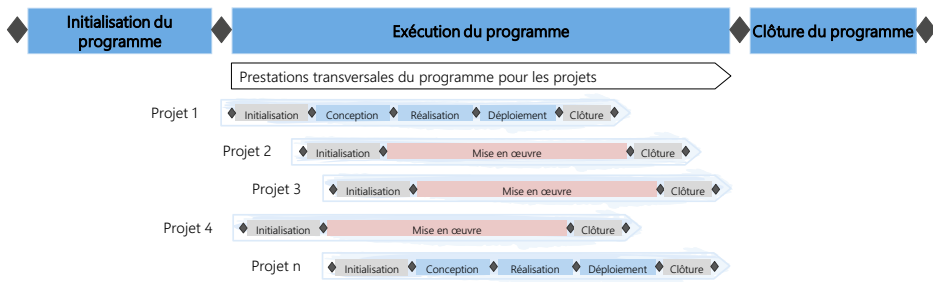 Initialisation du
programme
Exécution du programme
Clôture du programme
Prestations transversales du programme pour les projets
Projet 1
Initialisation
Conception
Réalisation
Déploiement
Clôture
Projet 2
Initialisation
Mise en œuvre
Clôture
Projet 3
Initialisation
Mise en œuvre
Clôture
Projet 4
Initialisation
Mise en œuvre
Clôture
Projet n
Initialisation
Conception
Réalisation
Déploiement
Clôture